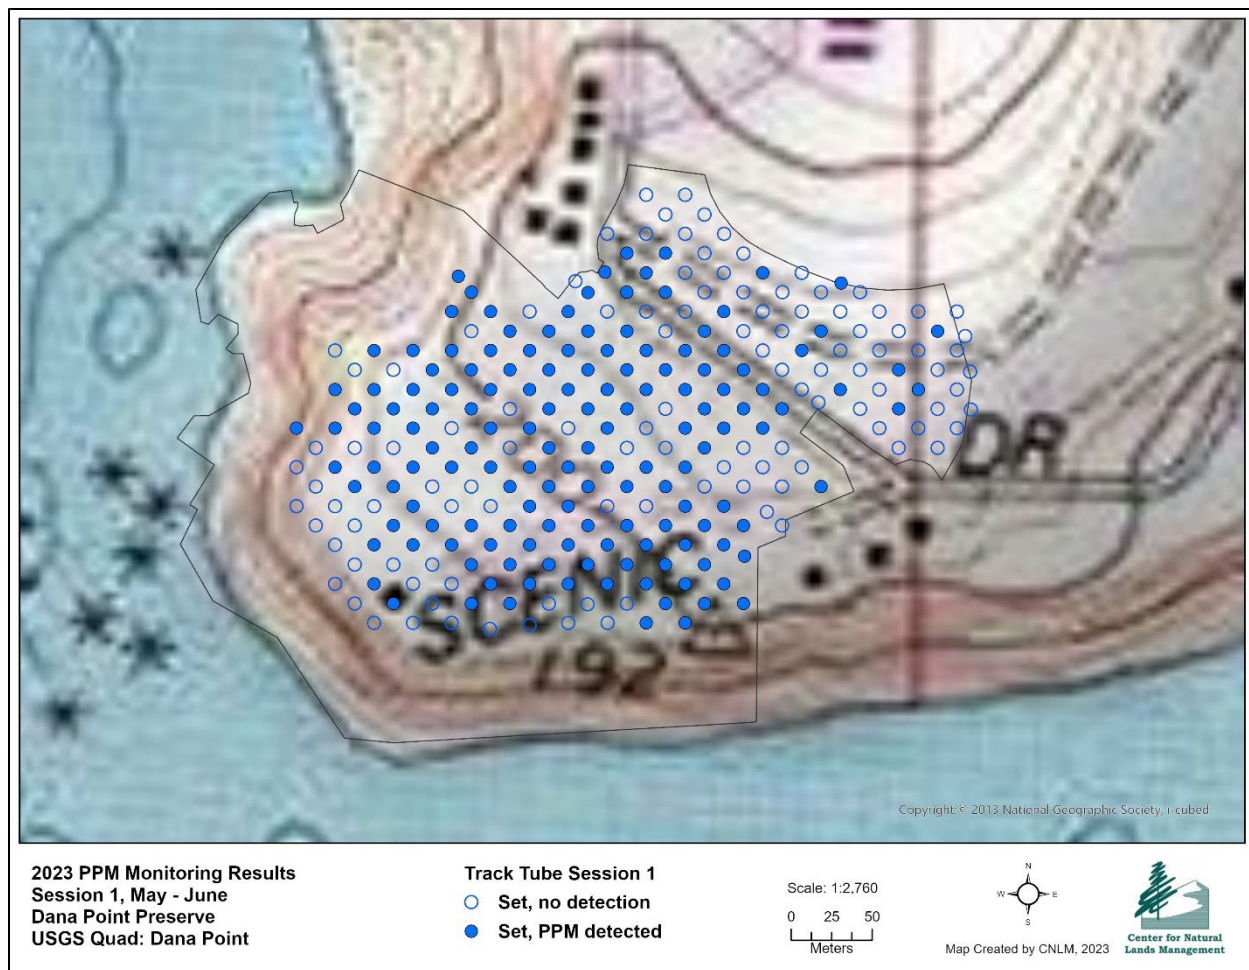 DR
SCENIC
192
Copyright:© 2013 National Geographic Society, i-cubed
2023 PPM Monitoring Results
Session 1, May - June
Dana Point Preserve
USGS Quad: Dana Point
Track Tube Session 1
Set, no detection
Set, PPM detected
Scale: 1:2,760
0 25 50
Meters
N
W E
S
Map Created by CNLM, 2023
Center for Natural
Lands Management